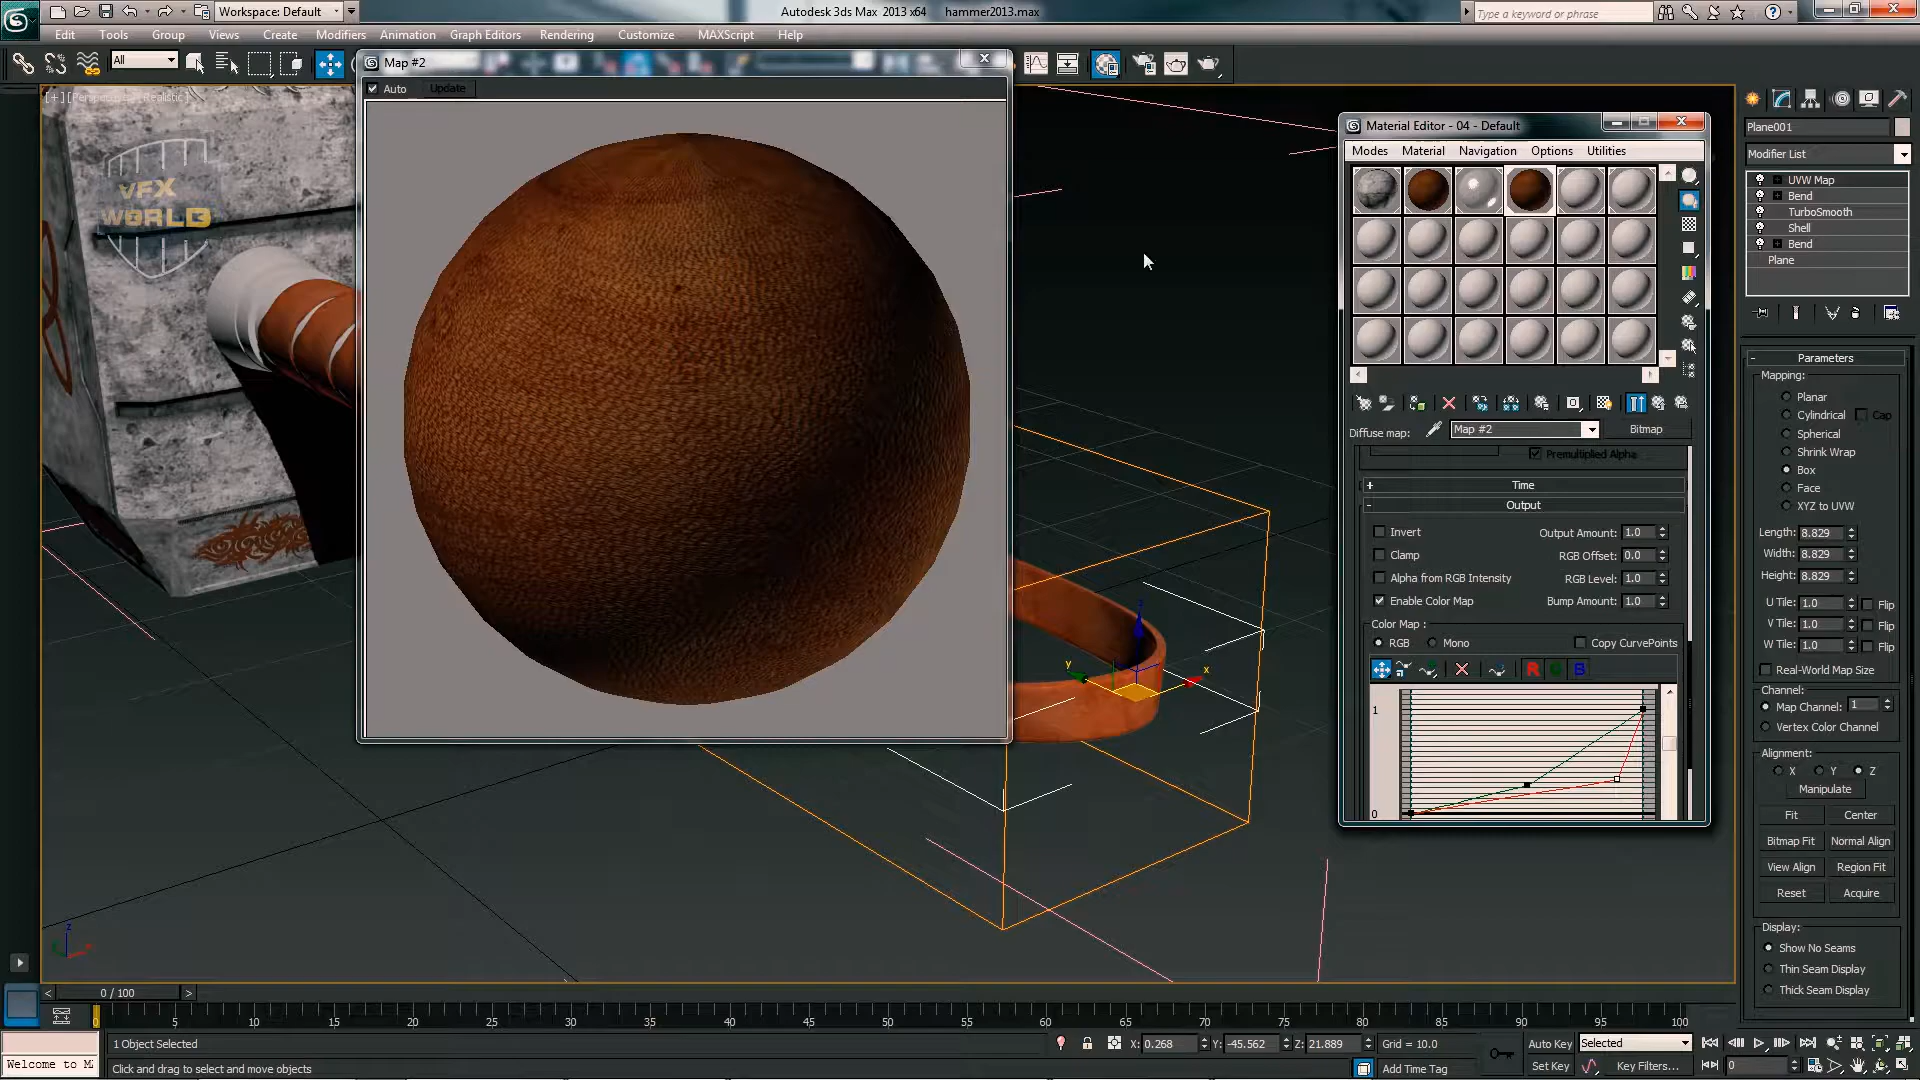 Workspace: Default
Autodesk 3ds Max 2013 x64 hammer2013.max
Type a keyword or phrase
Edit Tools Group Views Create Modifiers Animation Graph Editors Rendering Customize MAXScript Help
All
Map #2
Auto Update
VFX
WORLD
Material Editor - 04 - Default
Modes Material Navigation Options Utilities
Diffuse map: Map #2 Bitmap
Premultiplied Alpha
+ Time
- Output
Invert Output Amount: 1.0
Clamp RGB Offset: 0.0
Alpha from RGB Intensity RGB Level: 1.0
Enable Color Map Bump Amount: 1.0
Color Map :
RGB Mono Copy CurvePoints
R B
1
0
Plane001
Modifier List
UVW Map
Bend
TurboSmooth
Shell
Bend
Plane
- Parameters
Mapping:
Planar
Cylindrical Cap
Spherical
Shrink Wrap
Box
Face
XYZ to UVW
Length: 8.829
Width: 8.829
Height: 8.829
U Tile: 1.0 Flip
V Tile: 1.0 Flip
W Tile: 1.0 Flip
Real-World Map Size
Channel:
Map Channel: 1
Vertex Color Channel
Alignment:
X Y Z
Manipulate
Fit Center
Bitmap Fit Normal Align
View Align Region Fit
Reset Acquire
Display:
Show No Seams
Thin Seam Display
Thick Seam Display
z
y
x
z
< 0 / 100 >
5 10 15 20 25 30 35 40 45 50 55 60 65 70 75 80 85 90 95 100
1 Object Selected
X: 0.268 Y: -45.562 Z: 21.889 Grid = 10.0
Auto Key Selected
Welcome to M
Click and drag to select and move objects
Add Time Tag
Set Key Key Filters...
0